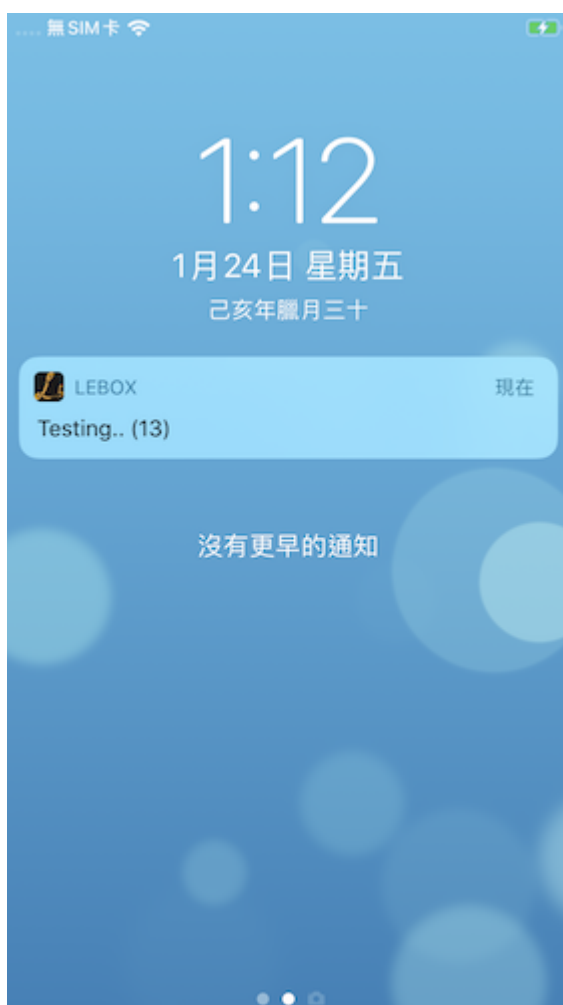 無SIM卡
1:12
1月24日 星期五
己亥年臘月三十
LEBOX 現在
Testing.. (13)
沒有更早的通知